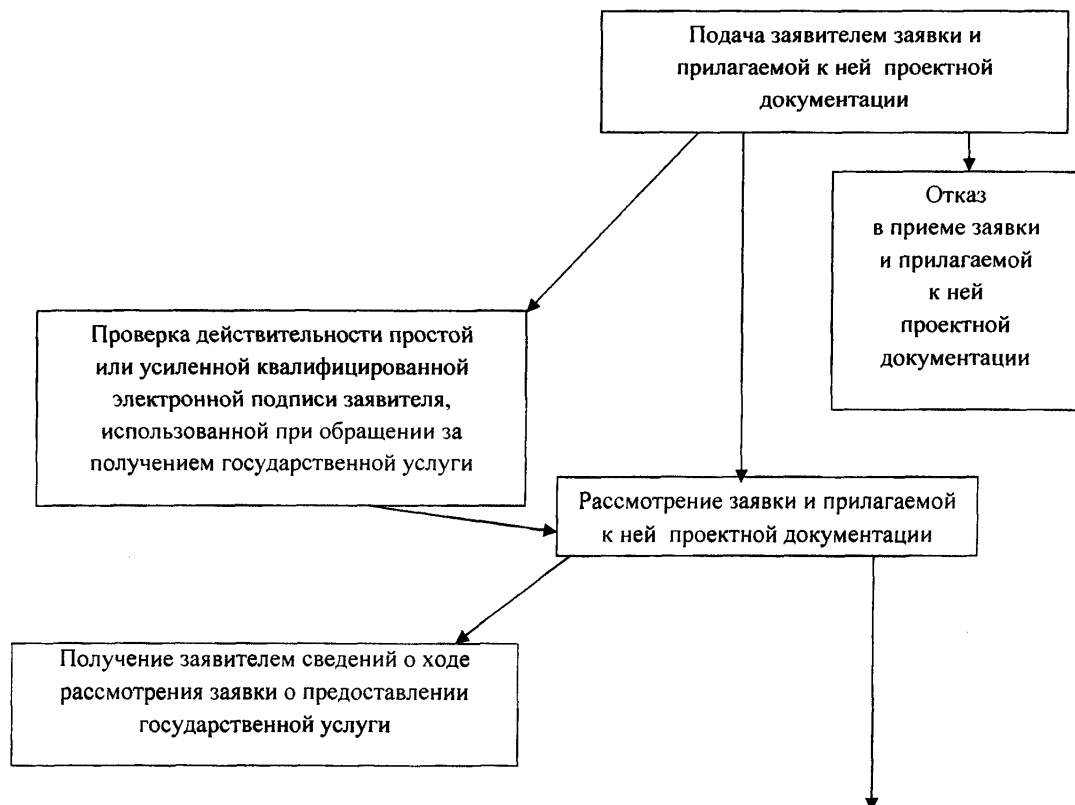 Подача заявителем заявки и
прилагаемой к ней проектной
документации
Отказ
в приеме заявки
и прилагаемой
к ней
проектной
документации
Проверка действительности простой
или усиленной квалифицированной
электронной подписи заявителя,
использованной при обращении за
получением государственной услуги
Рассмотрение заявки и прилагаемой
к ней проектной документации
Получение заявителем сведений о ходе
рассмотрения заявки о предоставлении
государственной услуги